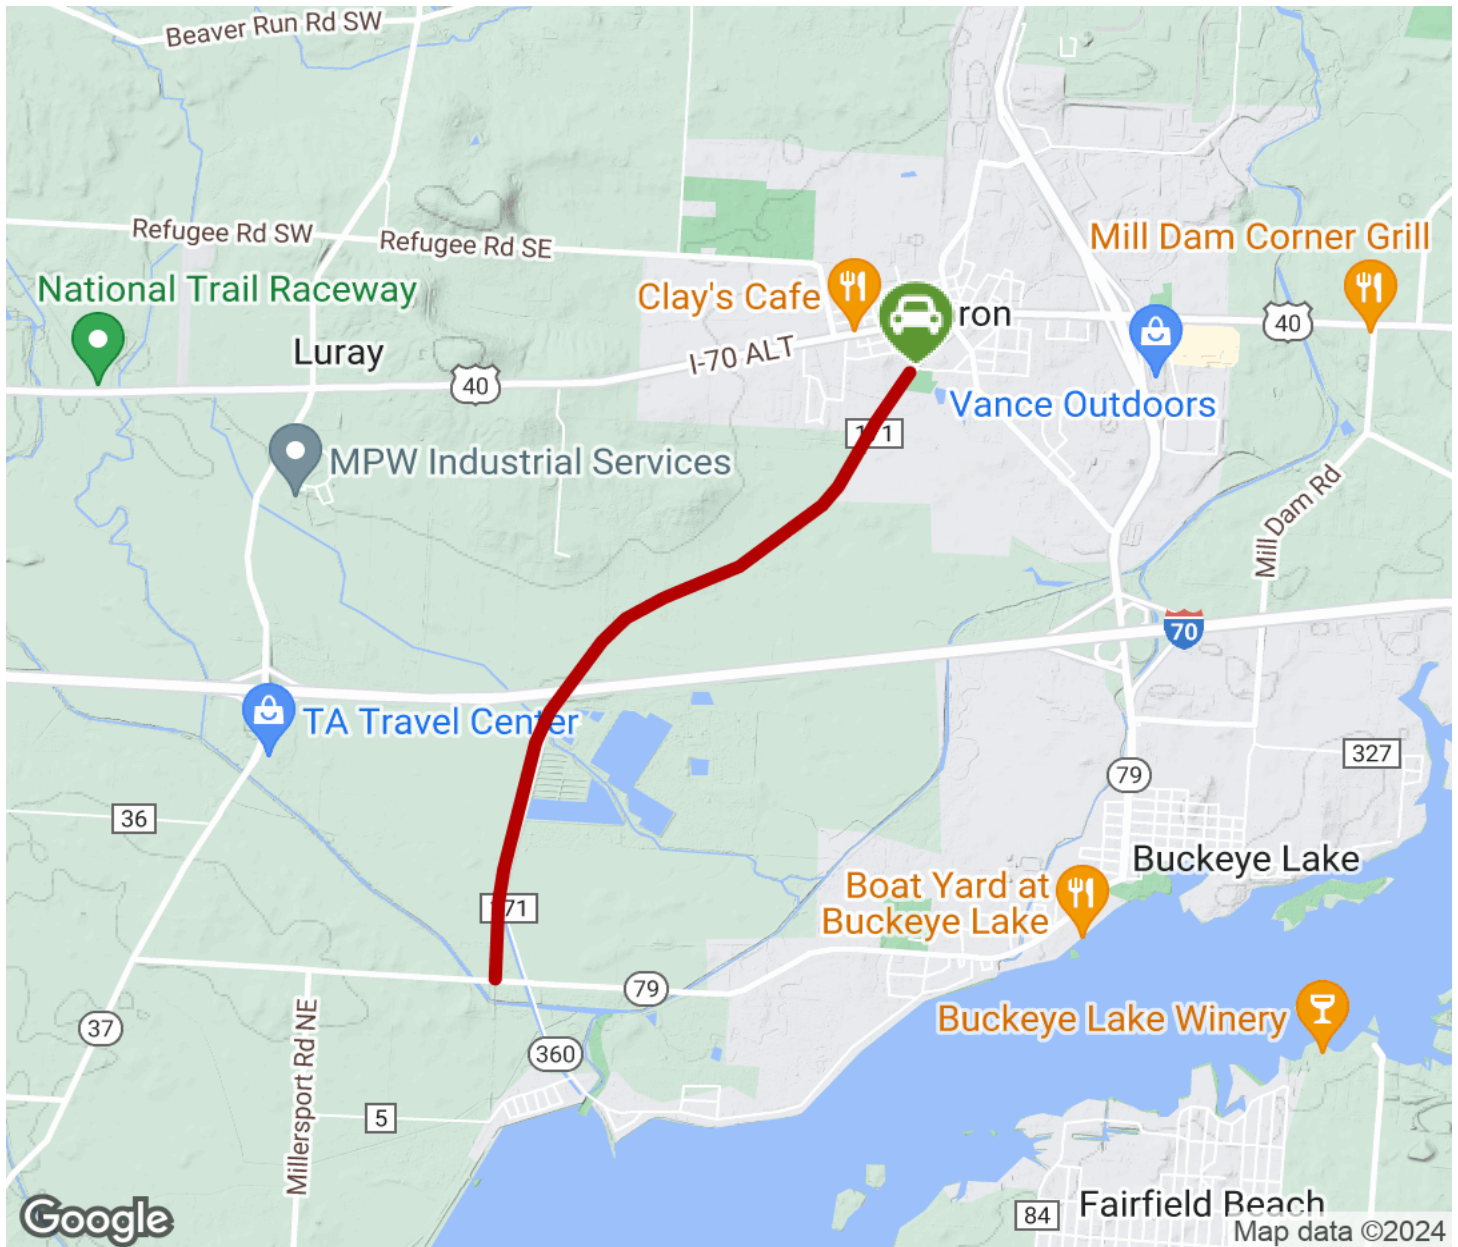 Beaver Run Rd SW
Refugee Rd SW
Refugee Rd SE
Mill Dam Corner Grill
National Trail Raceway
Clay's Cafe
ron
40
Luray
I-70 ALT
40
Vance Outdoors
171
MPW Industrial Services
Mill Dam Rd
70
TA Travel Center
327
79
36
Buckeye Lake
Boat Yard at
Buckeye Lake
171
79
37
Buckeye Lake Winery
Millersport Rd NE
360
5
84
Fairfield Beach
Google
Map data ©2024